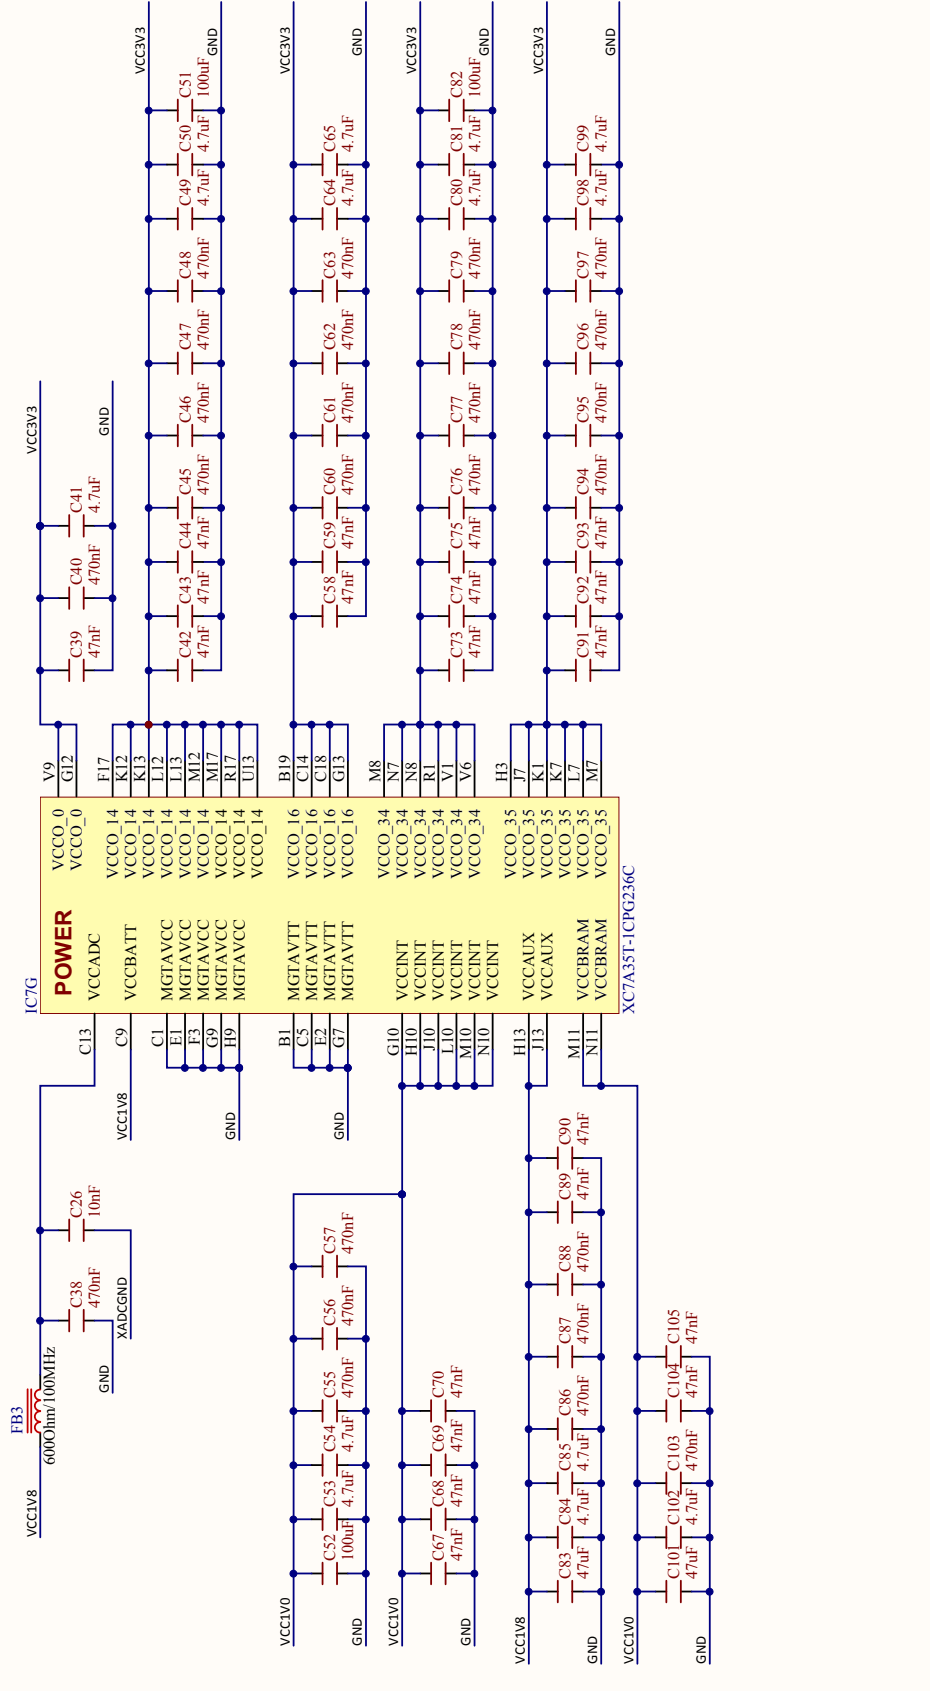 VCC3V3
GND
C51
100uF
C50
4.7uF
C49
4.7uF
C48
470nF
C47
470nF
C46
470nF
C45
470nF
C44
47nF
C43
47nF
C42
47nF
VCC3V3
GND
C65
4.7uF
C64
4.7uF
C63
470nF
C62
470nF
C61
470nF
C60
470nF
C59
47nF
C58
47nF
VCC3V3
GND
C82
100uF
C81
4.7uF
C80
4.7uF
C79
470nF
C78
470nF
C77
470nF
C76
470nF
C75
47nF
C74
47nF
C73
47nF
VCC3V3
GND
C99
4.7uF
C98
4.7uF
C97
470nF
C96
470nF
C95
470nF
C94
470nF
C93
47nF
C92
47nF
C91
47nF
VCC3V3
GND
C41
4.7uF
C40
470nF
C39
47nF
V9
G12
F17
K12
K13
L12
L13
M12
M17
R17
U13
B19
C14
C18
G13
M8
N7
N8
R1
V1
V6
H3
J7
K1
K7
L7
M7
VCCO_0
VCCO_0
VCCO_14
VCCO_14
VCCO_14
VCCO_14
VCCO_14
VCCO_14
VCCO_14
VCCO_14
VCCO_14
VCCO_16
VCCO_16
VCCO_16
VCCO_16
VCCO_34
VCCO_34
VCCO_34
VCCO_34
VCCO_34
VCCO_34
VCCO_35
VCCO_35
VCCO_35
VCCO_35
VCCO_35
VCCO_35
IC7G
POWER
VCCADC
VCCBATT
MGTAVCC
MGTAVCC
MGTAVCC
MGTAVCC
MGTAVCC
MGTAVTT
MGTAVTT
MGTAVTT
MGTAVTT
VCCINT
VCCINT
VCCINT
VCCINT
VCCINT
VCCINT
VCCAUX
VCCAUX
VCCBRAM
VCCBRAM
XC7A35T-1CPG236C
C13
C9
C1
E1
F3
G9
H9
B1
C5
E2
G7
G10
H10
J10
L10
M10
N10
H13
J13
M11
N11
VCC1V8
GND
GND
C26
10nF
XADCGND
C38
470nF
GND
FB3
600Ohm/100MHz
VCC1V8
C57
470nF
C56
470nF
C55
470nF
C54
4.7uF
C53
4.7uF
C52
100uF
VCC1V0
GND
C70
47nF
C69
47nF
C68
47nF
C67
47nF
VCC1V0
GND
C90
47nF
C89
47nF
C88
470nF
C87
470nF
C86
470nF
C85
4.7uF
C84
4.7uF
C83
47uF
VCC1V8
GND
C105
47nF
C104
47nF
C103
470nF
C102
4.7uF
C101
47uF
VCC1V0
GND